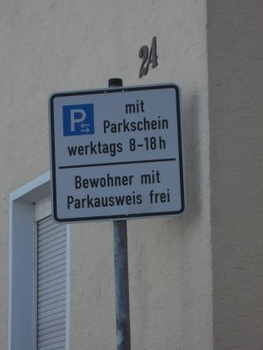 24
P mit
Parkschein
werktags 8-18h
Bewohner mit
Parkausweis frei